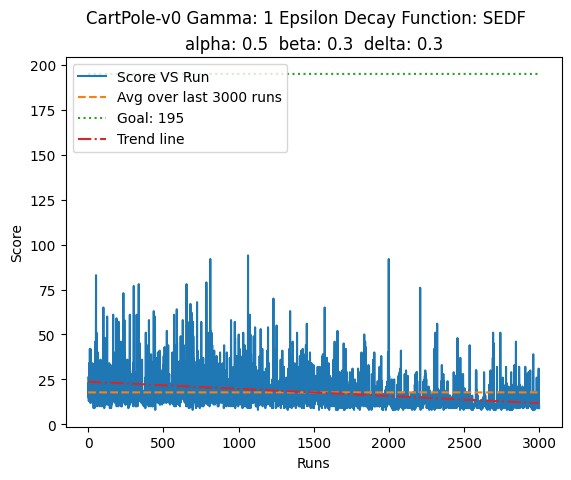 CartPole-v0 Gamma: 1 Epsilon Decay Function: SEDF
alpha: 0.5  beta: 0.3  delta: 0.3
Score VS Run
Avg over last 3000 runs
Goal: 195
Trend line
Score
200
175
150
125
100
75
50
25
0
0
500
1000
1500
2000
2500
3000
Runs